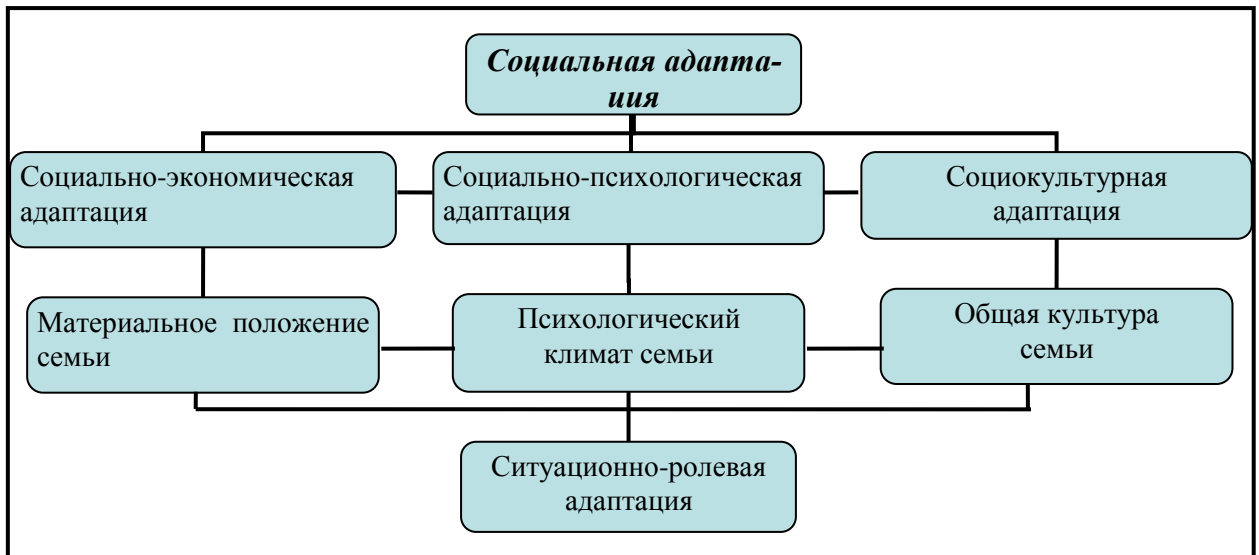 Социальная адапта-
ция
Социально-экономическая
адаптация
Социально-психологическая
адаптация
Социокультурная
адаптация
Материальное положение
семьи
Психологический
климат семьи
Общая культура
семьи
Ситуационно-ролевая
адаптация